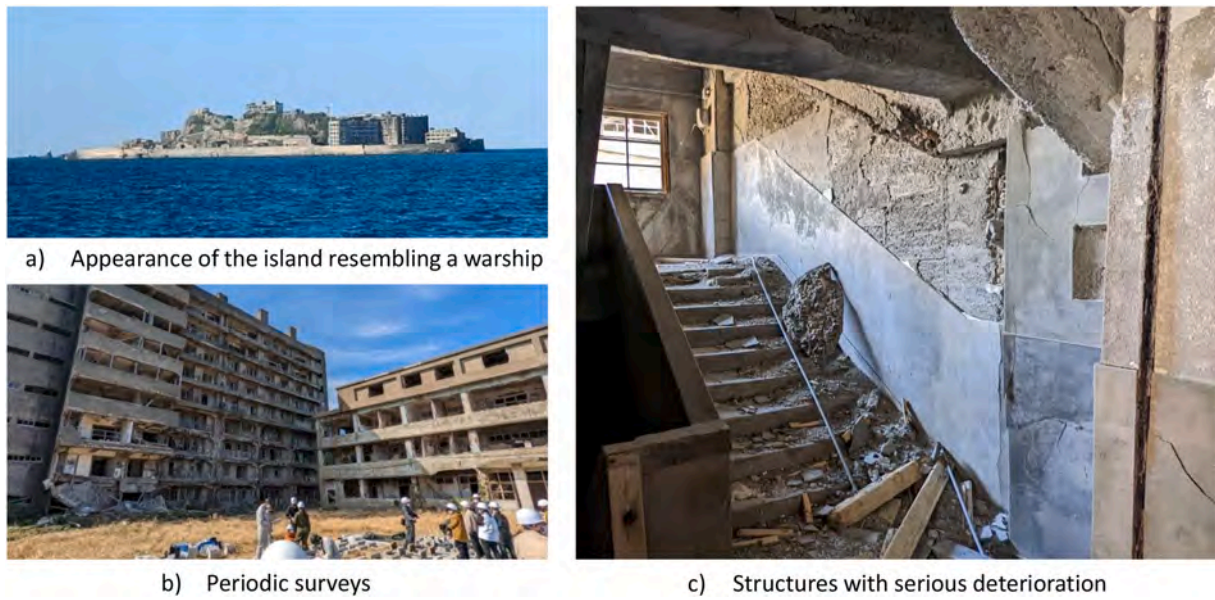 a) Appearance of the island resembling a warship
b) Periodic surveys
c) Structures with serious deterioration